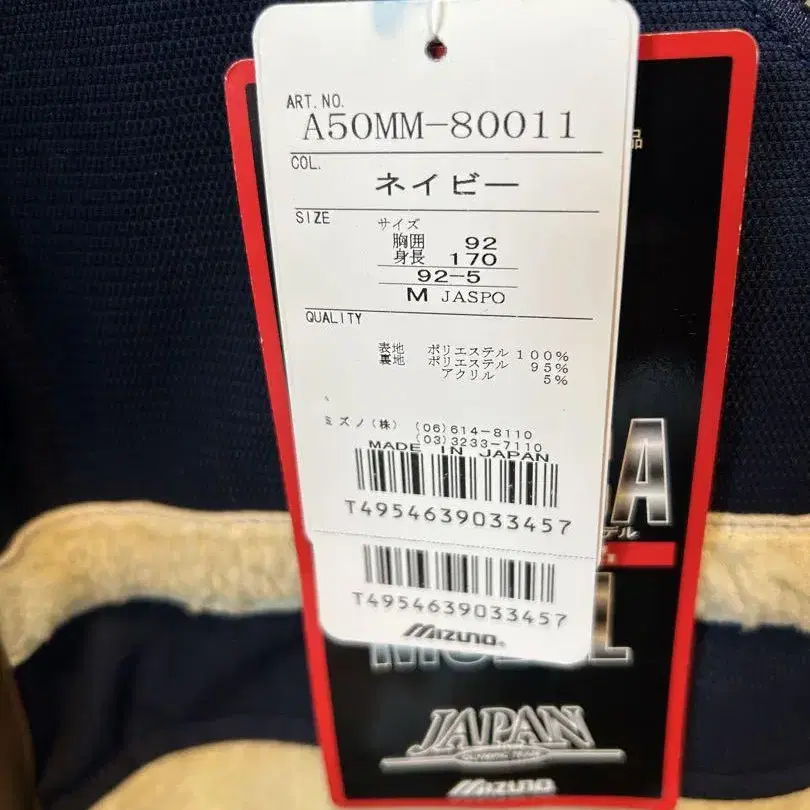 ART. NO.
A50MM-80011
COL.
ネイビー
SIZE
サイズ
胸囲 92
身長 170
92-5
M JASPO
QUALITY
表地 ポリエステル 100%
裏地 ポリエステル 95%
アクリル 5%
ミズノ(株) (06)614-8110
(03)3233-7110
MADE IN JAPAN
T4954639033457
T4954639033457
MIZUNO
品
A
デル
JAPAN
MIZUNO